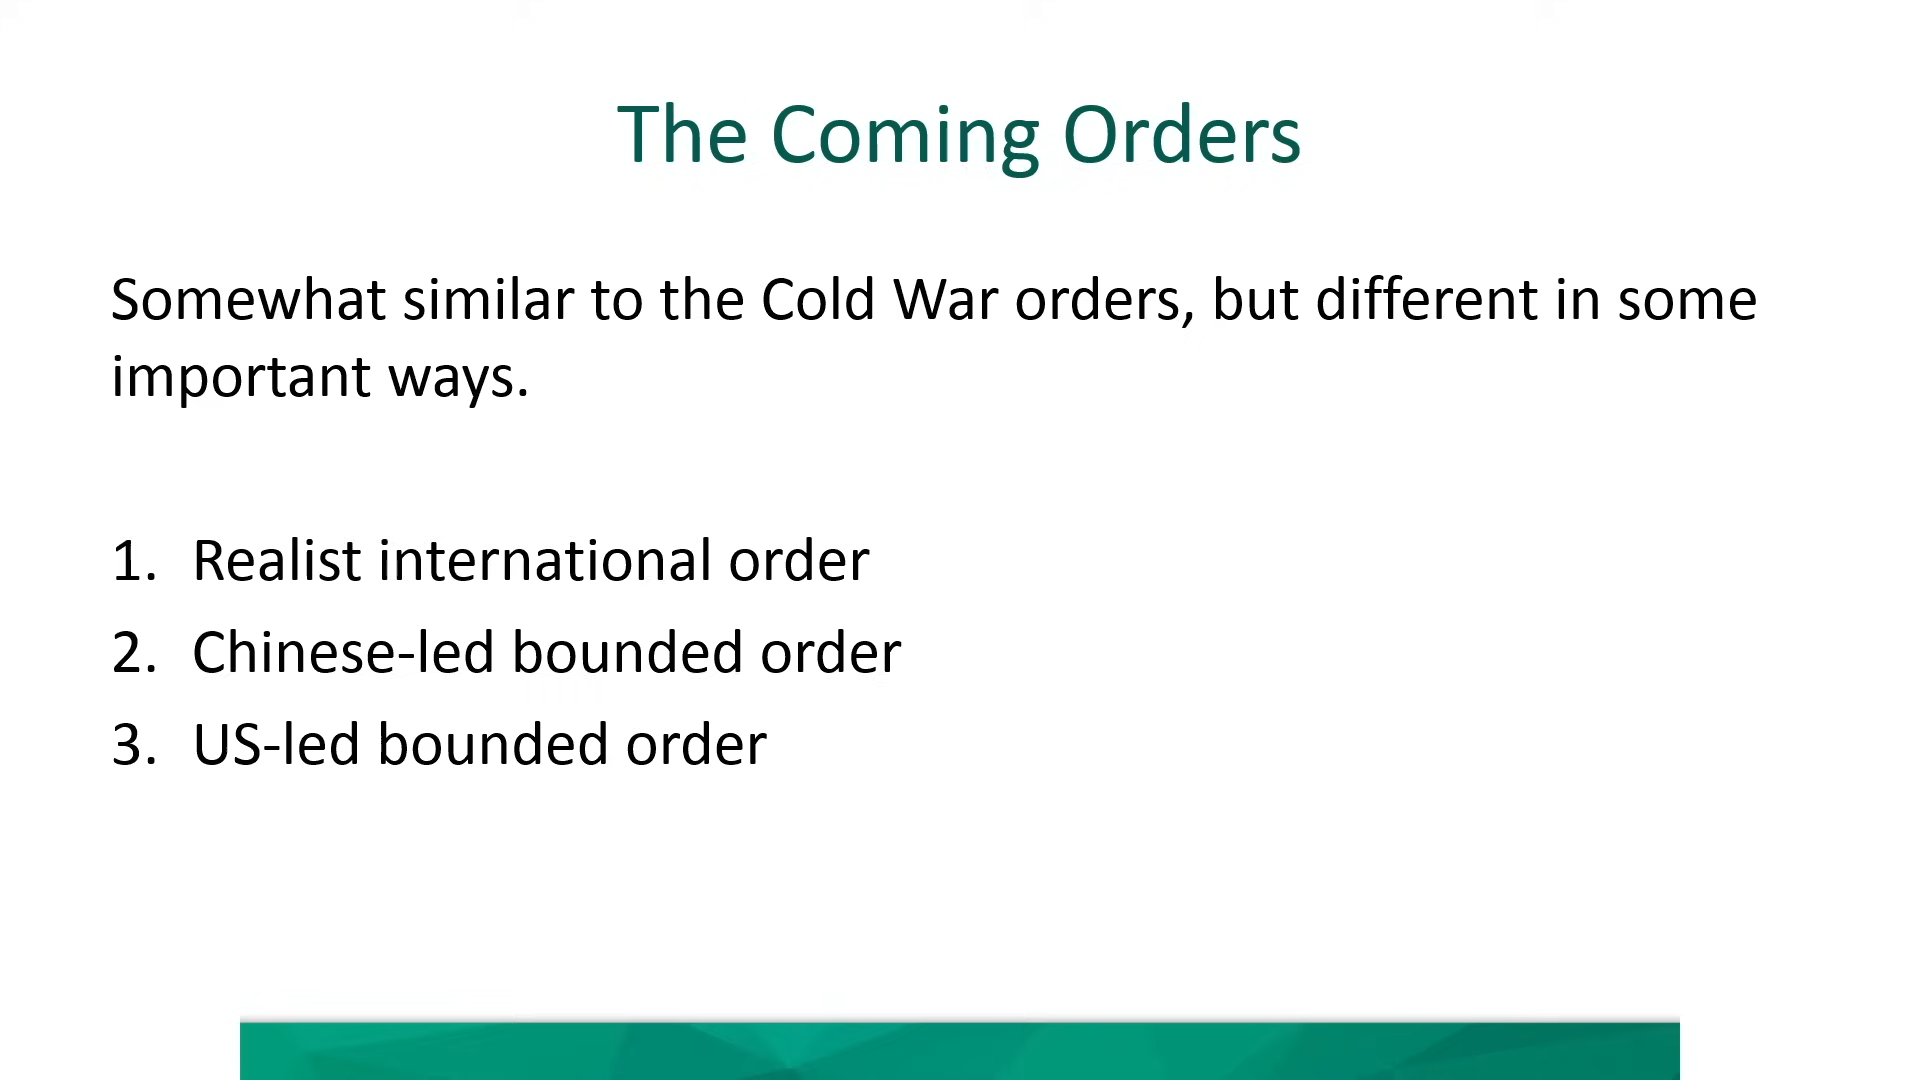 The Coming Orders
Somewhat similar to the Cold War orders, but different in some
important ways.
1. Realist international order
2. Chinese-led bounded order
3. US-led bounded order